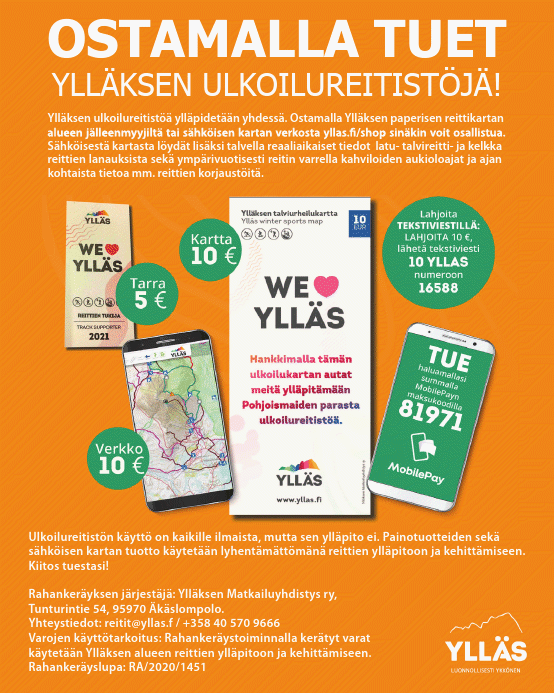 OSTAMALLA TUET
YLLÄKSEN ULKOILUREITISTÖJÄ!
Ylläksen ulkoilureitistöä ylläpidetään yhdessä. Ostamalla Ylläksen paperisen reittikartan
alueen jälleenmyyjiltä tai sähköisen kartan verkosta yllas.fi/shop sinäkin voit osallistua.
Sähköisestä kartasta löydät lisäksi talvella reaaliaikaiset tiedot latu- talvireitti- ja kelkka
reittien lanauksista sekä ympärivuotisesti reitin varrella kahviloiden aukioloajat ja ajan
kohtaista tietoa mm. reittien korjaustöitä.
YLLÄS
WE
YLLÄS
REITTIEN TUKIJA
TRACK SUPPORTER
2021
Tarra
5 €
Kartta
10 €
Ylläksen talviurheilukartta
Ylläs winter sports map
10
EUR
WE
YLLÄS
Hankkimalla tämän
ulkoilukartan autat
meitä ylläpitämään
Pohjoismaiden parasta
ulkoilureitistöä.
YLLÄS
www.yllas.fi
Lahjoita
TEKSTIVIESTILLÄ:
LAHJOITA 10 €,
lähetä tekstiviesti
10 YLLAS
numeroon
16588
YLLÄS
Verkko
10 €
TUE
haluamallasi
summalla
MobilePayn
maksukoodilla
81971
MobilePay
Ulkoilureitistön käyttö on kaikille ilmaista, mutta sen ylläpito ei. Painotuotteiden sekä
sähköisen kartan tuotto käytetään lyhentämättömänä reittien ylläpitoon ja kehittämiseen.
Kiitos tuestasi!
Rahankeräyksen järjestäjä: Ylläksen Matkailuyhdistys ry,
Tunturintie 54, 95970 Äkäslompolo.
Yhteystiedot: reitit@yllas.f / +358 40 570 9666
Varojen käyttötarkoitus: Rahankeräystoiminnalla kerätyt varat
käytetään Ylläksen alueen reittien ylläpitoon ja kehittämiseen.
Rahankeräyslupa: RA/2020/1451
YLLÄS
LUONNOLLISESTI YKKÖNEN